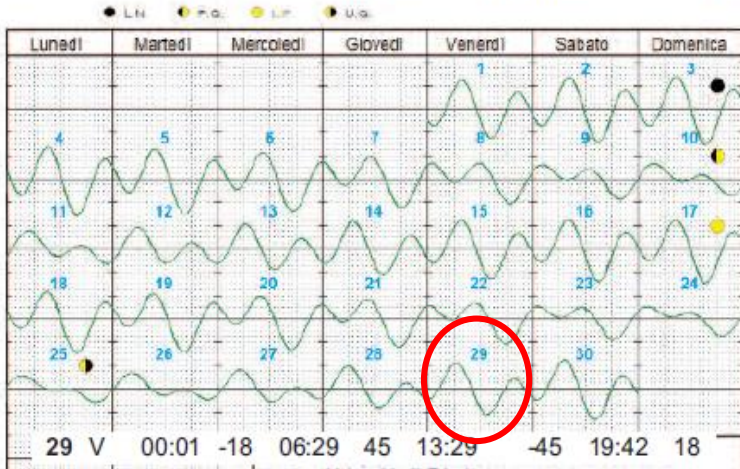 L.N. P.Q. L.P. U.Q.
Lunedì Martedì Mercoledì Giovedì Venerdì Sabato Domenica
1 2 3
4 5 6 7 8 9 10
11 12 13 14 15 16 17
18 19 20 21 22 23 24
25 26 27 28 29 30
29 V 00:01 -18 06:29 45 13:29 -45 19:42 18